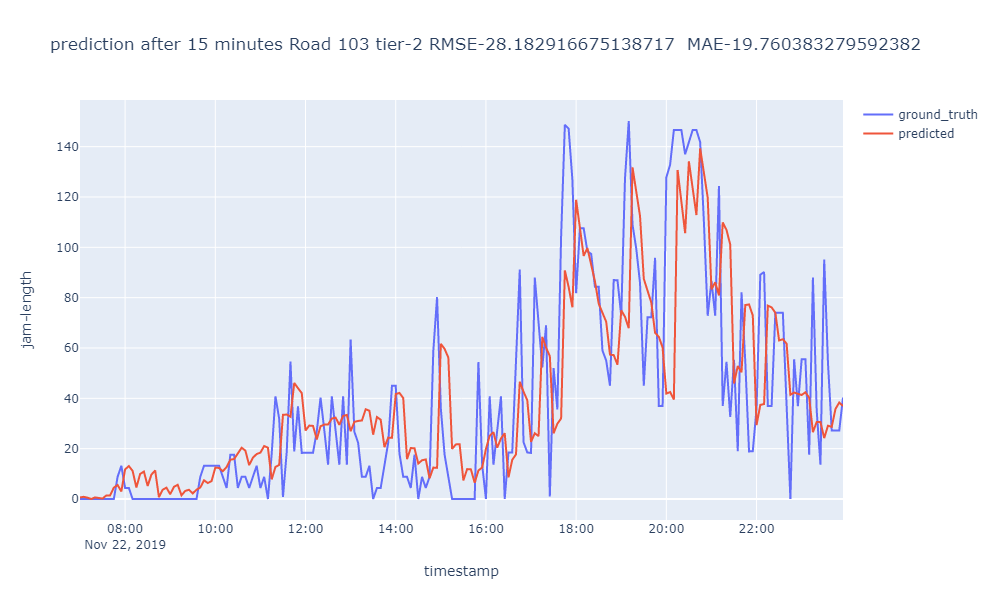 prediction after 15 minutes Road 103 tier-2 RMSE-28.182916675138717  MAE-19.760383279592382
ground_truth
predicted
140
120
100
80
60
40
20
0
jam-length
08:00 10:00 12:00 14:00 16:00 18:00 20:00 22:00
Nov 22, 2019
timestamp